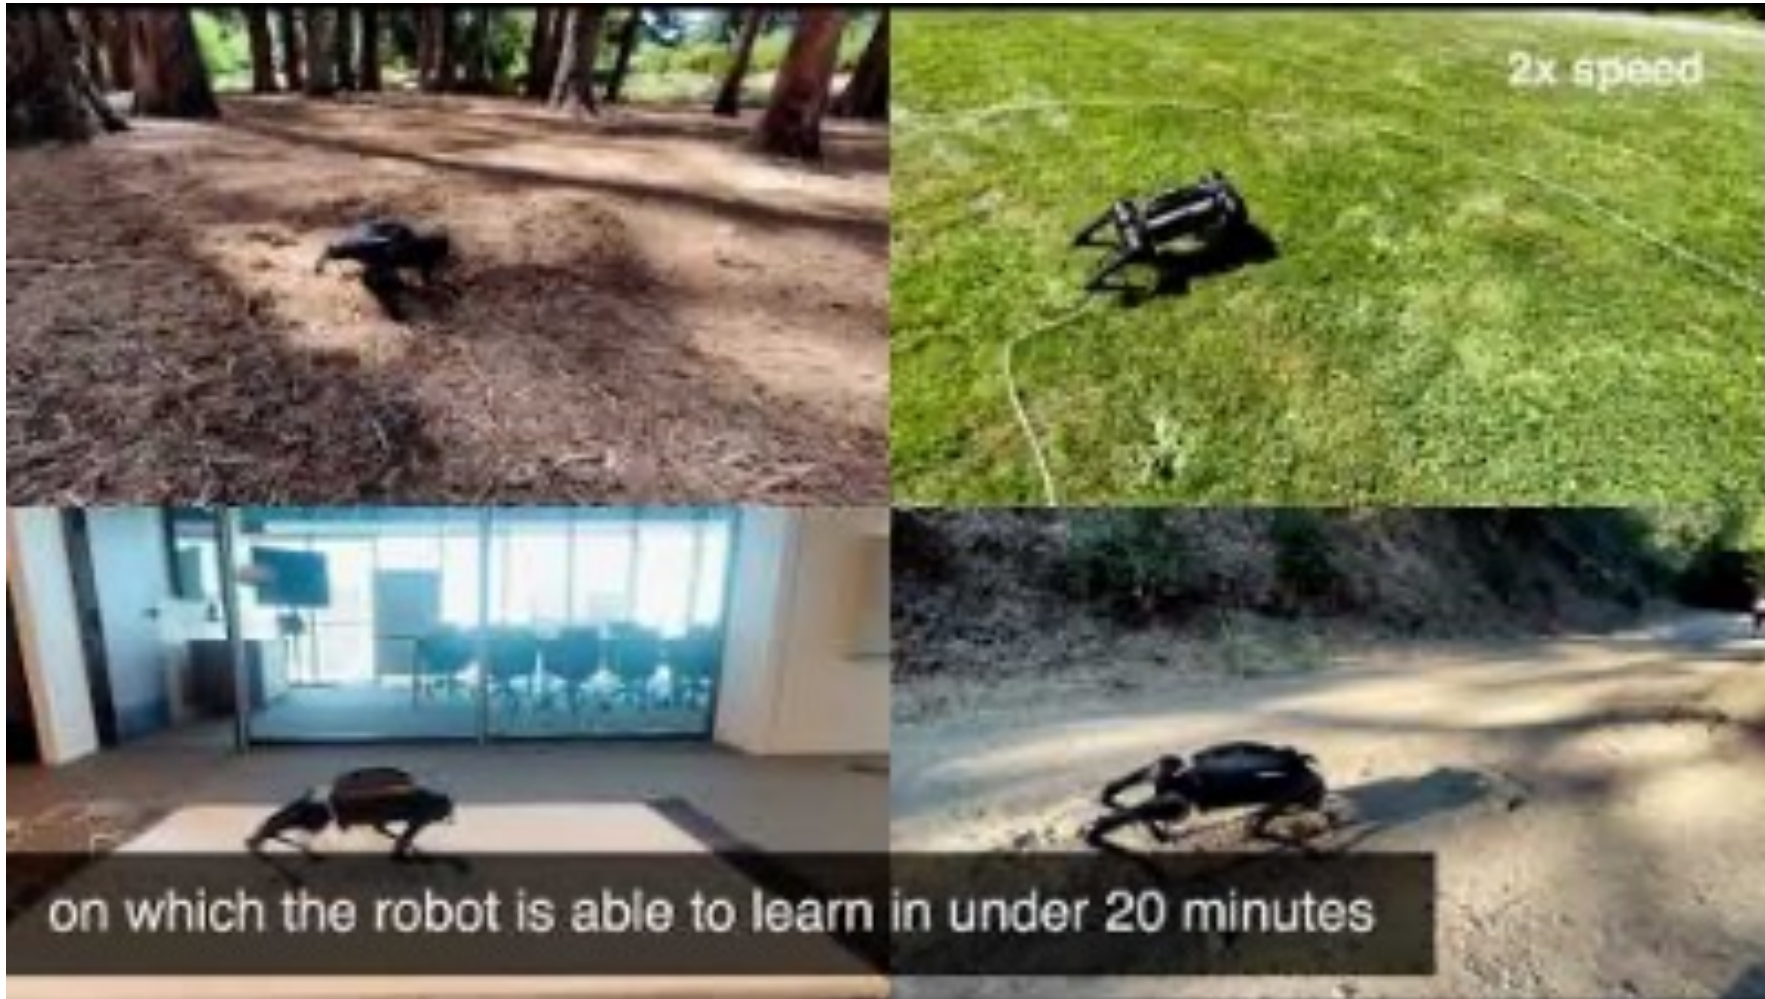 2x speed
on which the robot is able to learn in under 20 minutes